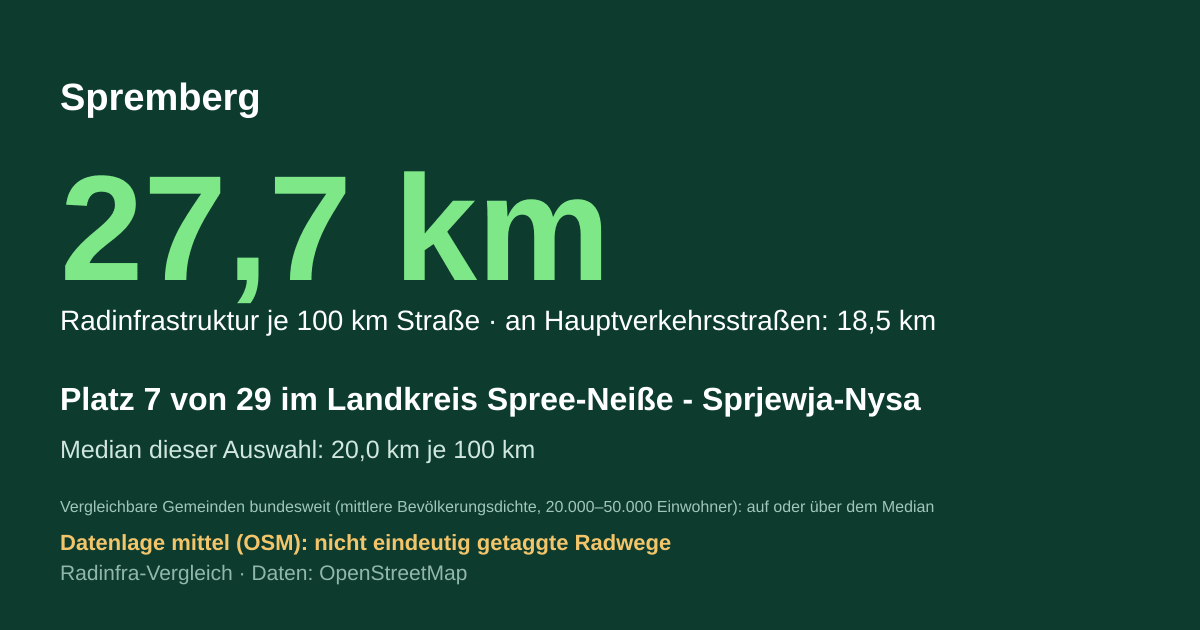 Spremberg
27,7 km
Radinfrastruktur je 100 km Straße · an Hauptverkehrsstraßen: 18,5 km
Platz 7 von 29 im Landkreis Spree-Neiße - Sprjewja-Nysa
Median dieser Auswahl: 20,0 km je 100 km
Vergleichbare Gemeinden bundesweit (mittlere Bevölkerungsdichte, 20.000–50.000 Einwohner): auf oder über dem Median
Datenlage mittel (OSM): nicht eindeutig getaggte Radwege
Radinfra-Vergleich · Daten: OpenStreetMap